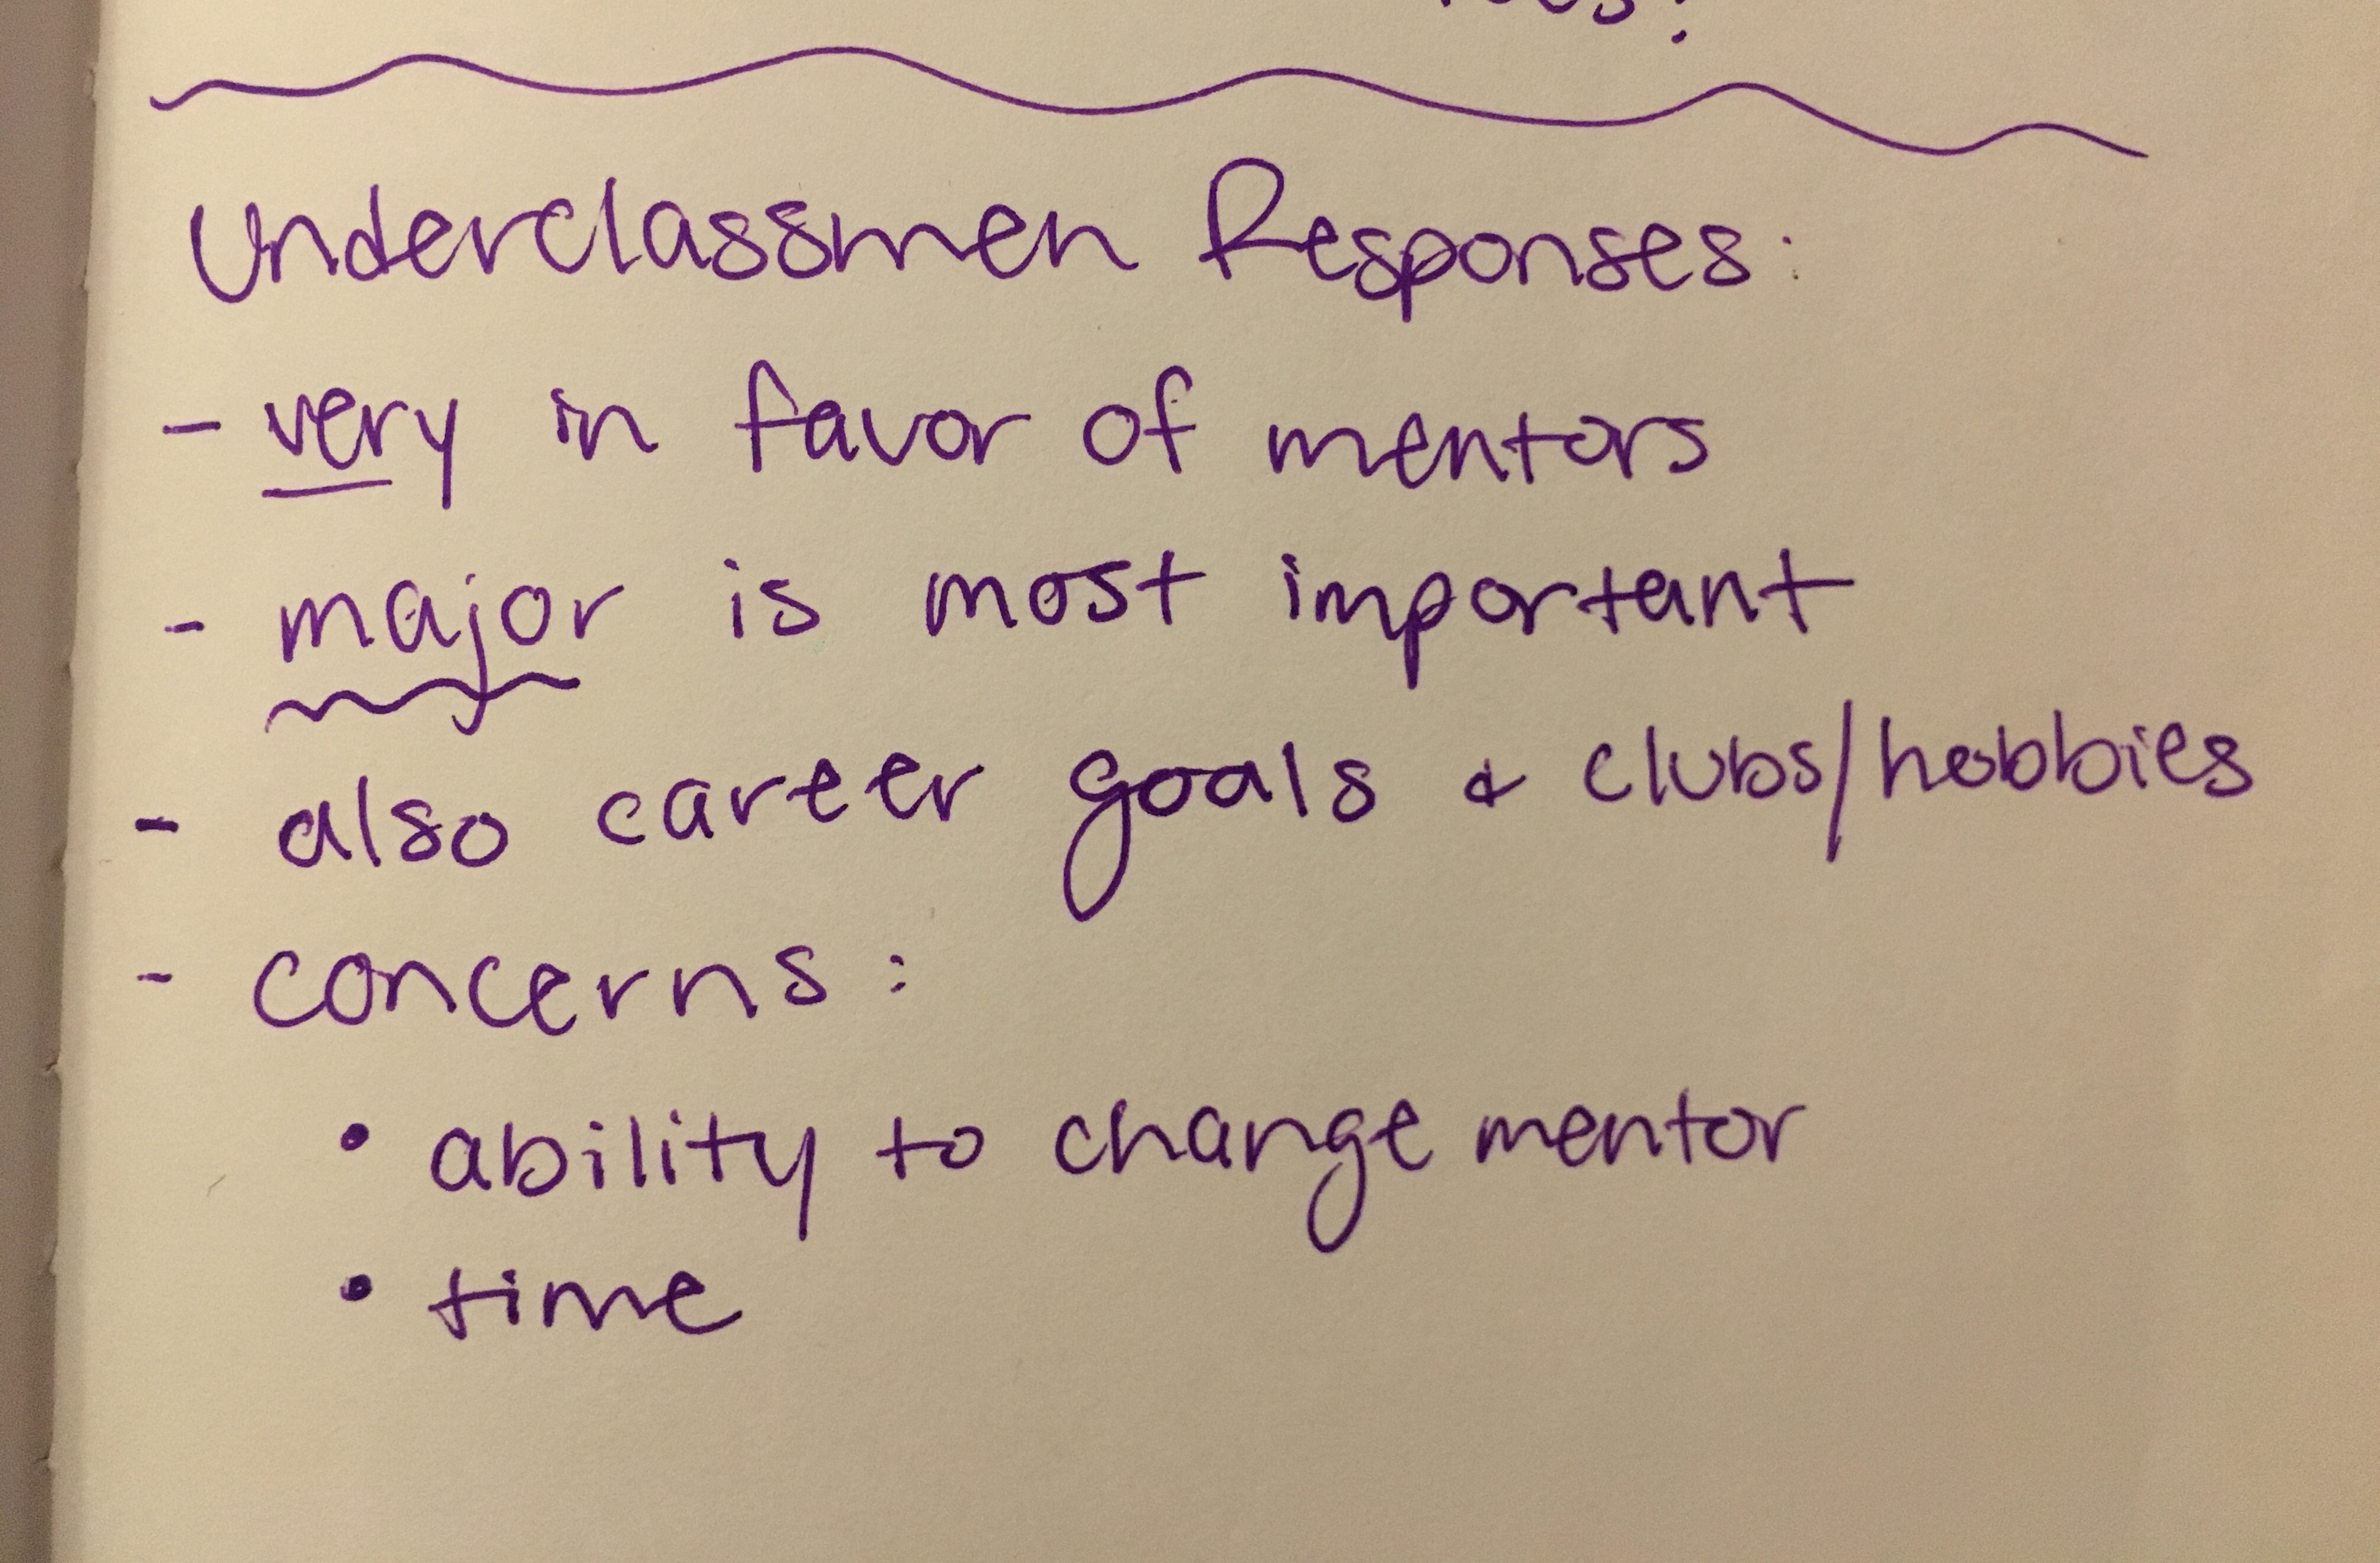 Underclassmen Responses:
- very in favor of mentors
- major is most important
- also career goals & clubs/hobbies
- concerns:
• ability to change mentor
• time